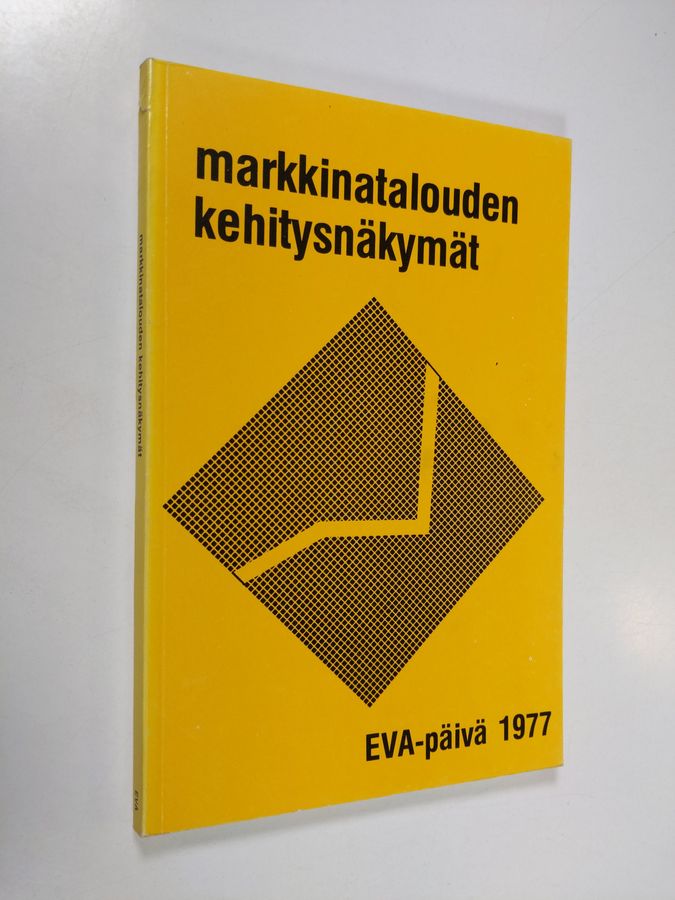 markkinatalouden
kehitysnäkymät
EVA-päivä 1977
markkinatalouden kehitysnäkymät
EVA